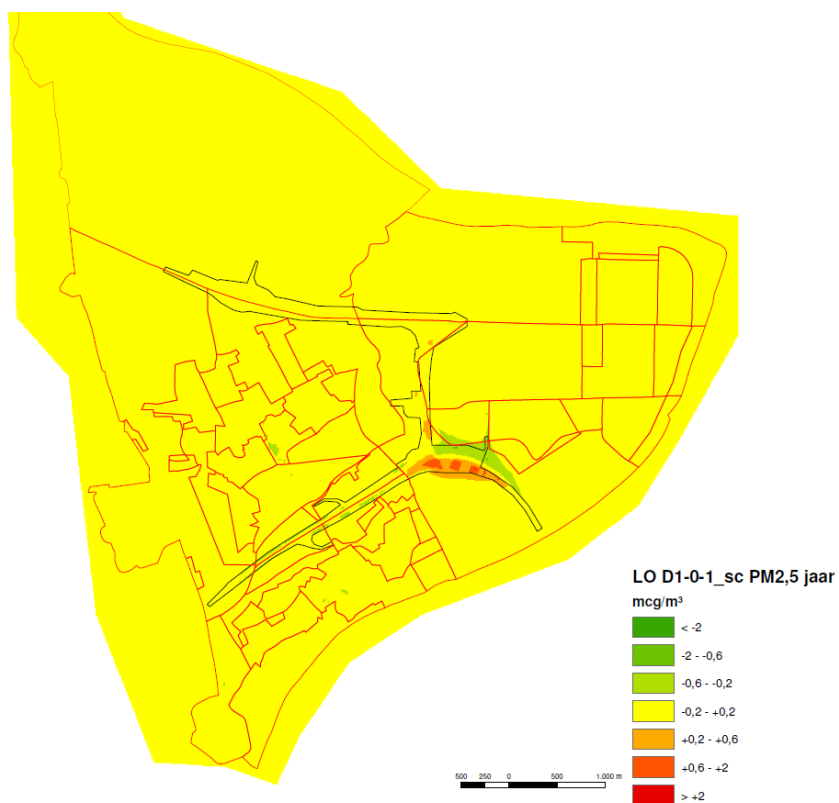 LO D1-0-1_sc PM2,5 jaar
mcg/m³
< -2
-2 - -0,6
-0,6 - -0,2
-0,2 - +0,2
+0,2 - +0,6
+0,6 - +2
> +2
500 250 0 500 1.000 m